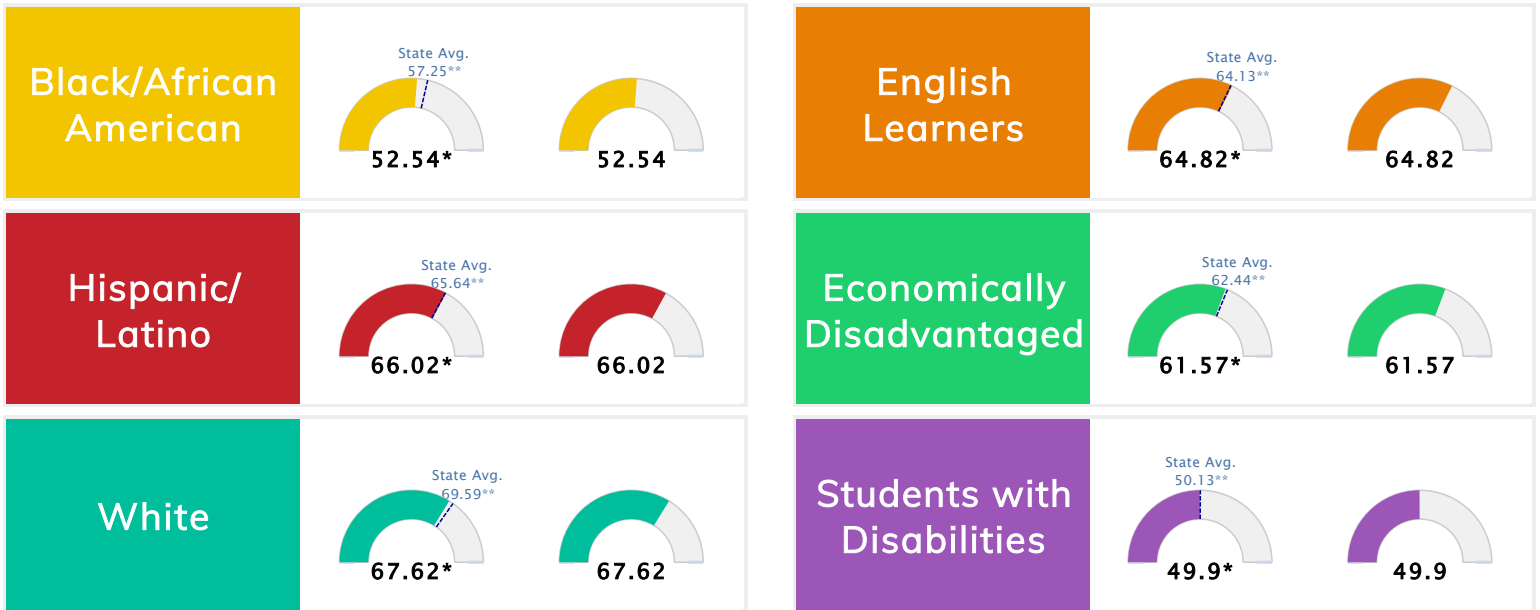 Black/African
American
State Avg.
57.25**
52.54*
52.54
English
Learners
State Avg.
64.13**
64.82*
64.82
Hispanic/
Latino
State Avg.
65.64**
66.02*
66.02
Economically
Disadvantaged
State Avg.
62.44**
61.57*
61.57
White
State Avg.
69.59**
67.62*
67.62
Students with
Disabilities
State Avg.
50.13**
49.9*
49.9